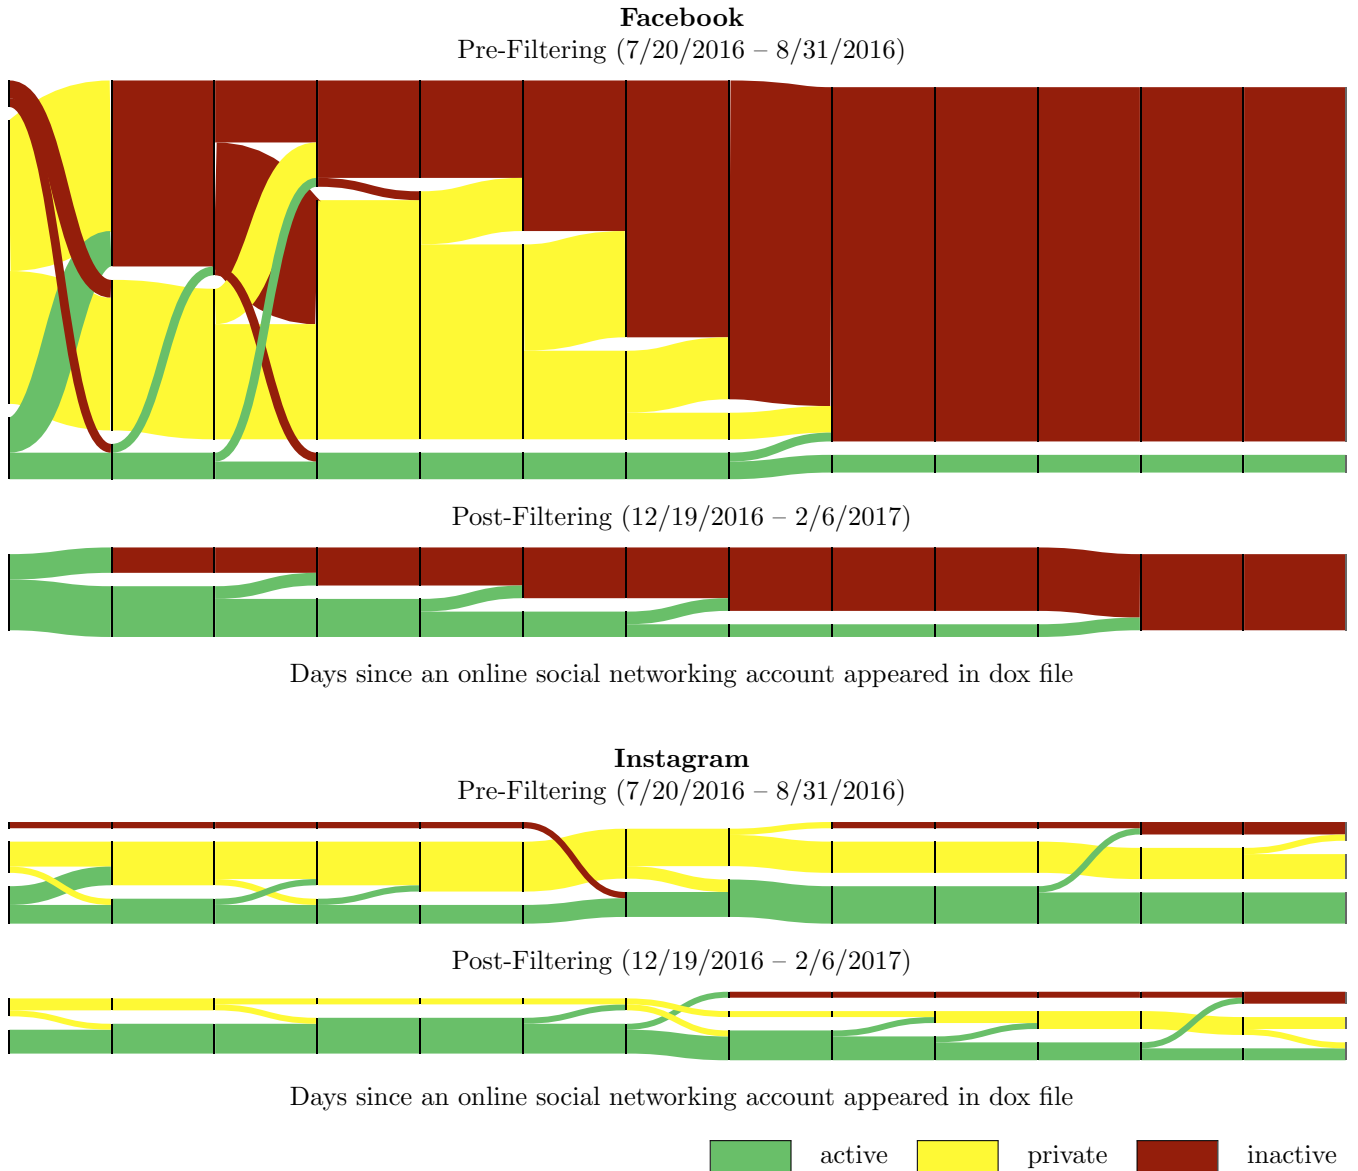 Facebook
Pre-Filtering (7/20/2016 – 8/31/2016)
Post-Filtering (12/19/2016 – 2/6/2017)
Days since an online social networking account appeared in dox file
Instagram
Pre-Filtering (7/20/2016 – 8/31/2016)
Post-Filtering (12/19/2016 – 2/6/2017)
Days since an online social networking account appeared in dox file
active private inactive